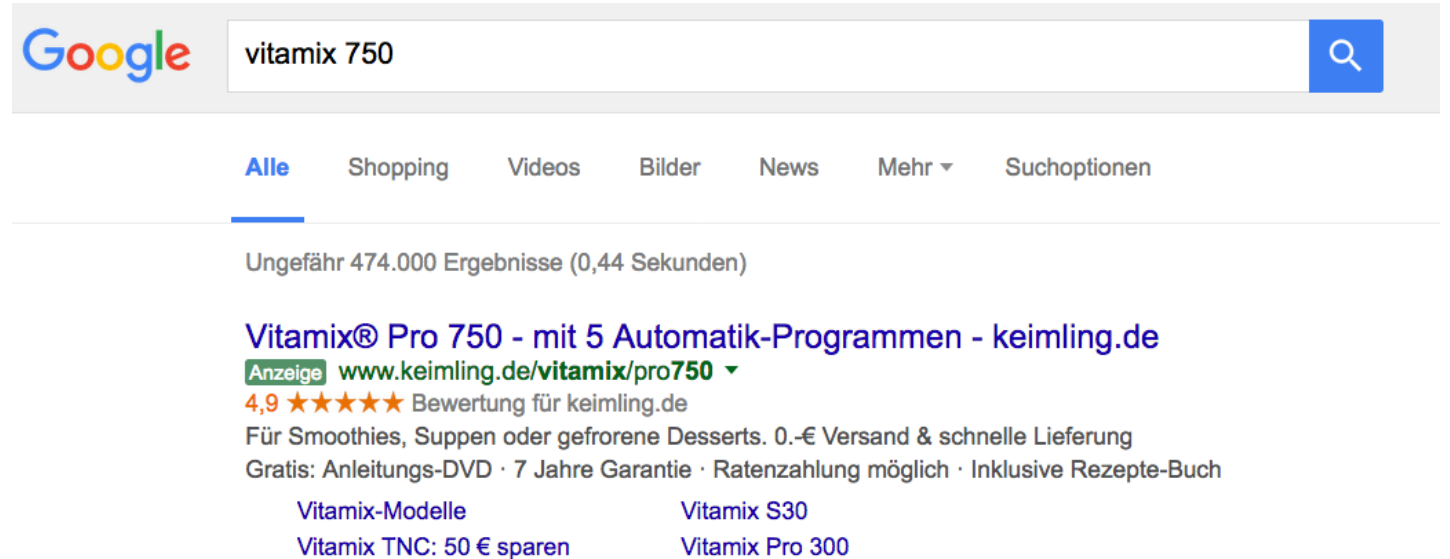 Google vitamix 750
Alle Shopping Videos Bilder News Mehr Suchoptionen
Ungefähr 474.000 Ergebnisse (0,44 Sekunden)
Vitamix® Pro 750 - mit 5 Automatik-Programmen - keimling.de
Anzeige www.keimling.de/vitamix/pro750
4,9 ★★★★★ Bewertung für keimling.de
Für Smoothies, Suppen oder gefrorene Desserts. 0.-€ Versand & schnelle Lieferung
Gratis: Anleitungs-DVD · 7 Jahre Garantie · Ratenzahlung möglich · Inklusive Rezepte-Buch
Vitamix-Modelle Vitamix S30
Vitamix TNC: 50 € sparen Vitamix Pro 300